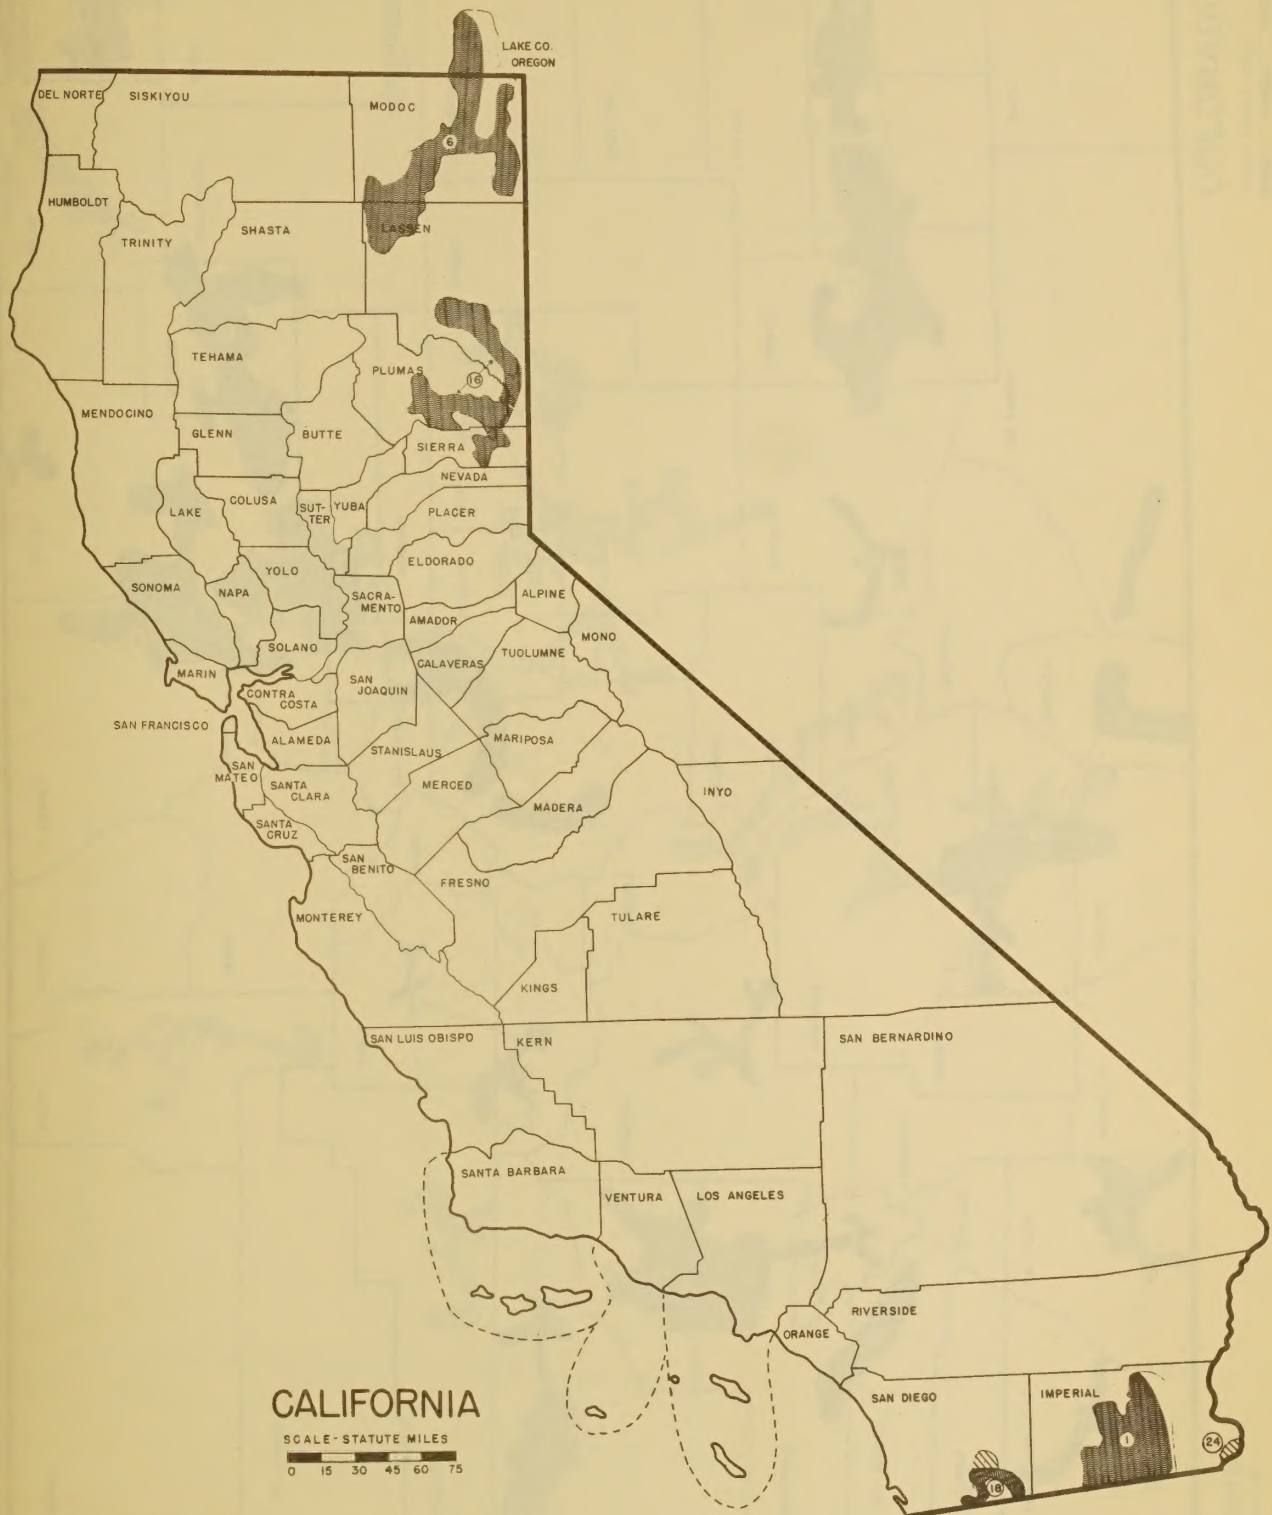 LAKE CO.
OREGON
DEL NORTE
SISKIYOU
MODOC
6
HUMBOLDT
TRINITY
SHASTA
LASSEN
TEHAMA
PLUMAS
16
MENDOCINO
GLENN
BUTTE
SIERRA
NEVADA
LAKE
COLUSA
SUT-
TER
YUBA
PLACER
ELDORADO
SONOMA
NAPA
YOLO
SACRA-
MENTO
ALPINE
AMADOR
SOLANO
CALAVERAS
TUOLUMNE
MONO
MARIN
CONTRA
COSTA
SAN
JOAQUIN
SAN FRANCISCO
ALAMEDA
STANISLAUS
MARIPOSA
SAN
MATEO
SANTA
CLARA
MERCED
MADERA
INYO
SANTA
CRUZ
SAN
BENITO
FRESNO
MONTEREY
TULARE
KINGS
SAN LUIS OBISPO
KERN
SAN BERNARDINO
SANTA BARBARA
VENTURA
LOS ANGELES
ORANGE
RIVERSIDE
SAN DIEGO
IMPERIAL
1
24
18
CALIFORNIA
SCALE-STATUTE MILES
0 15 30 45 60 75